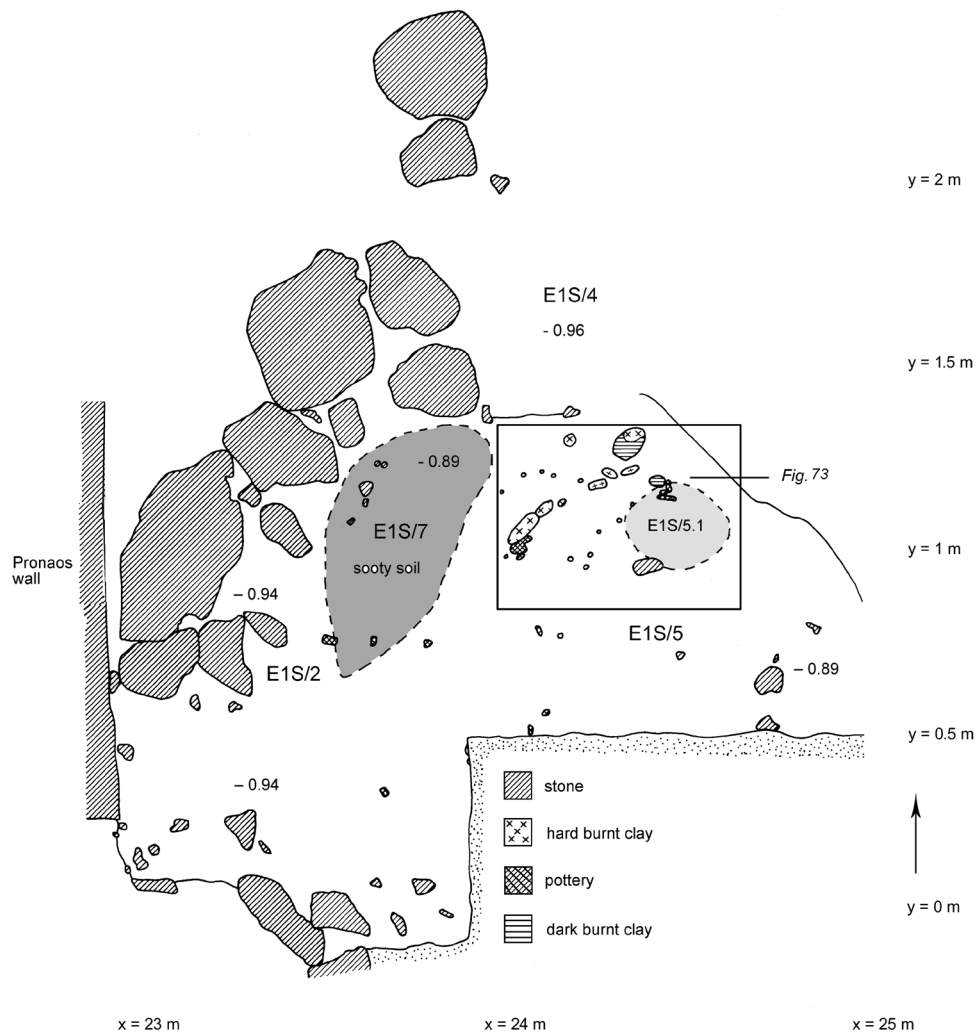 y = 2 m
E1S/4
- 0.96
y = 1.5 m
- 0.89
Fig. 73
E1S/7
E1S/5.1
sooty soil
Pronaos
wall
y = 1 m
- 0.94
E1S/5
E1S/2
- 0.89
y = 0.5 m
- 0.94
stone
hard burnt clay
pottery
dark burnt clay
y = 0 m
x = 23 m
x = 24 m
x = 25 m